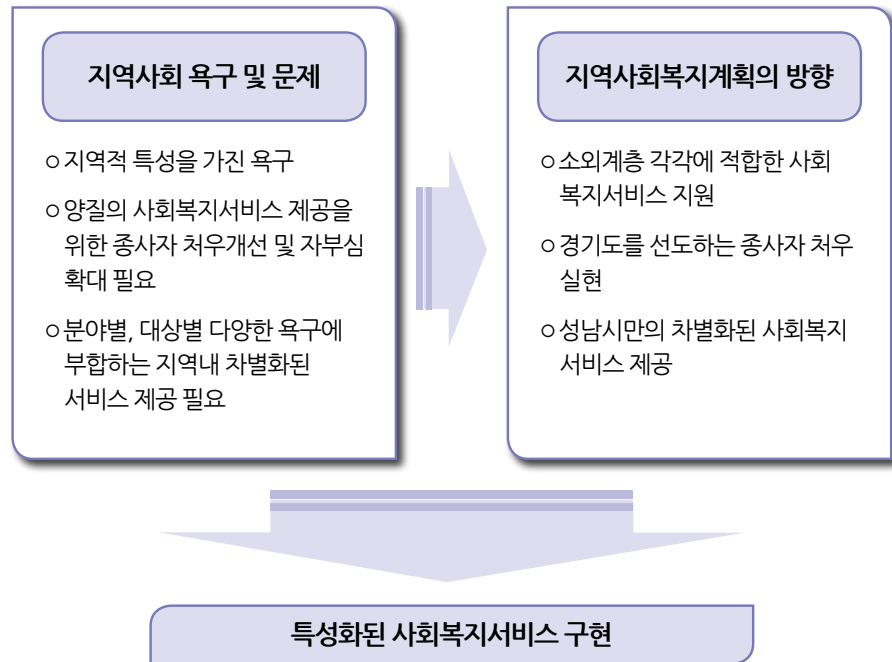 지역사회 욕구 및 문제
○ 지역적 특성을 가진 욕구
○ 양질의 사회복지서비스 제공을
위한 종사자 처우개선 및 자부심
확대 필요
○ 분야별, 대상별 다양한 욕구에
부합하는 지역내 차별화된
서비스 제공 필요
지역사회복지계획의 방향
○ 소외계층 각각에 적합한 사회
복지서비스 지원
○ 경기도를 선도하는 종사자 처우
실현
○ 성남시만의 차별화된 사회복지
서비스 제공
특성화된 사회복지서비스 구현